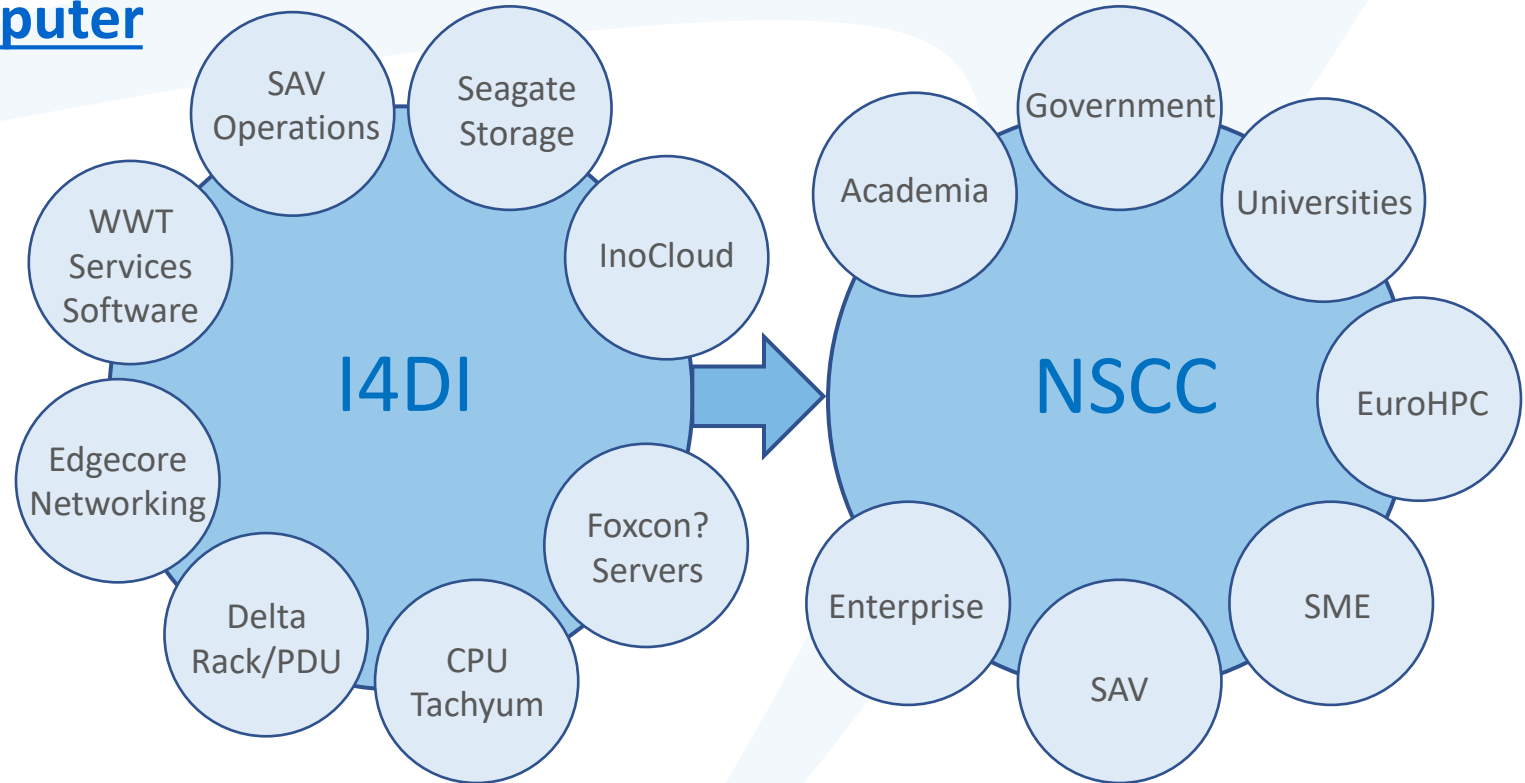 puter
SAV
Operations
Seagate
Storage
InoCloud
WWT
Services
Software
I4DI
Edgecore
Networking
Foxcon?
Servers
Delta
Rack/PDU
CPU
Tachyum
Government
Academia
Universities
NSCC
EuroHPC
Enterprise
SME
SAV